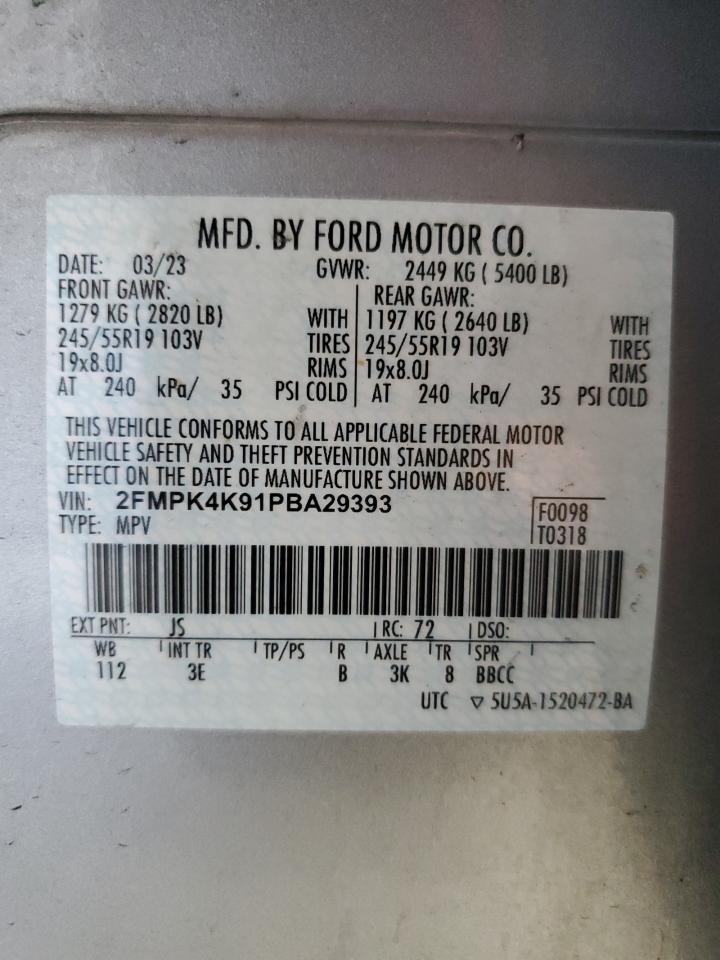 MFD. BY FORD MOTOR CO.
DATE: 03/23 GVWR: 2449 KG ( 5400 LB)
FRONT GAWR: REAR GAWR:
1279 KG ( 2820 LB) WITH 1197 KG ( 2640 LB) WITH
245/55R19 103V TIRES 245/55R19 103V TIRES
19x8.0J RIMS 19x8.0J RIMS
AT 240 kPa/ 35 PSI COLD AT 240 kPa/ 35 PSI COLD
THIS VEHICLE CONFORMS TO ALL APPLICABLE FEDERAL MOTOR
VEHICLE SAFETY AND THEFT PREVENTION STANDARDS IN
EFFECT ON THE DATE OF MANUFACTURE SHOWN ABOVE.
VIN: 2FMPK4K91PBA29393 F0098
TYPE: MPV T0318
EXT PNT: JS RC: 72 DSO:
WB INT TR TP/PS R AXLE TR SPR
112 3E B 3K 8 BBCC
UTC ▽ 5U5A-1520472-BA